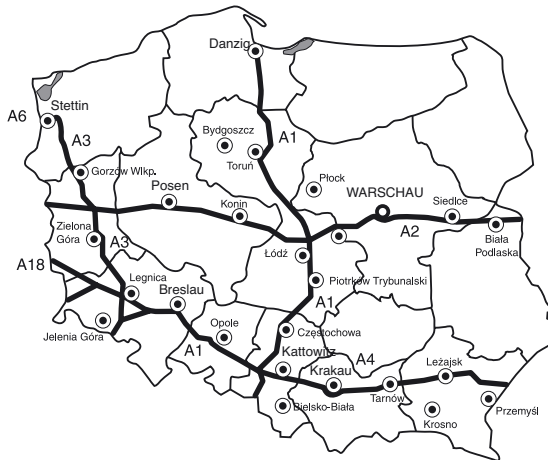 Danzig
A6
Stettin
A3
Bydgoszcz
A1
Toruń
Gorzów Wlkp.
Posen
Płock
WARSCHAU
Konin
Siedlce
Zielona
Góra
A3
A2
Biała
Podlaska
Łódź
A18
Legnica
Piotrków Trybunalski
Breslau
A1
Opole
Częstochowa
Jelenia Góra
A1
Kattowitz
A4
Krakau
Leżajsk
Tarnów
Bielsko-Biała
Przemyśl
Krosno